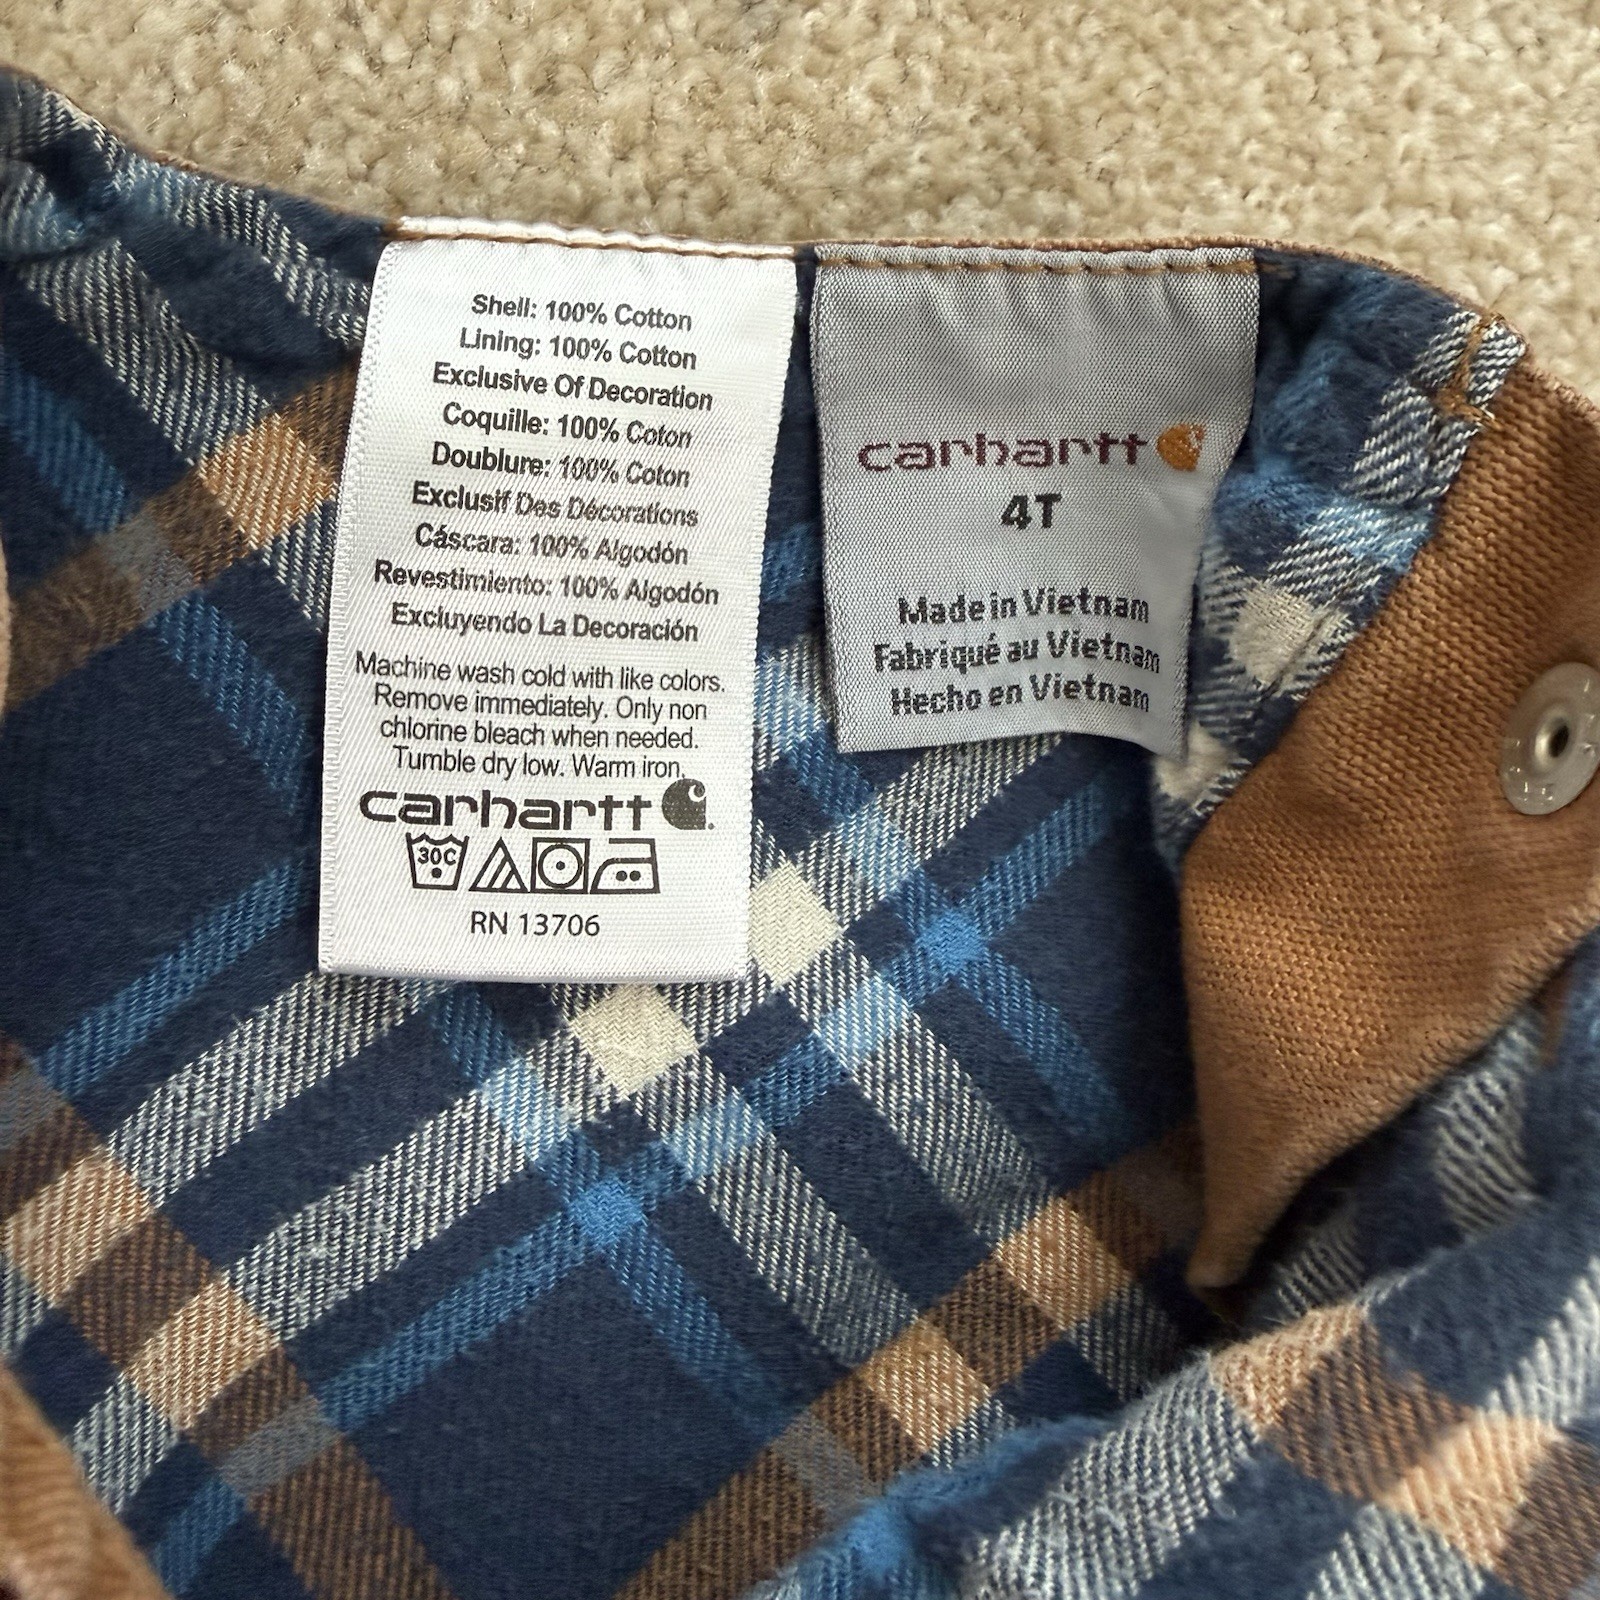 Shell: 100% Cotton
Lining: 100% Cotton
Exclusive Of Decoration
Coquille: 100% Coton
Doublure: 100% Coton
Exclusif Des Décorations
Cáscara: 100% Algodón
Revestimiento: 100% Algodón
Excluyendo La Decoración
Machine wash cold with like colors.
Remove immediately. Only non
chlorine bleach when needed.
Tumble dry low. Warm iron.
carhartt
30C
RN 13706
carhartt
4T
Made in Vietnam
Fabriqué au Vietnam
Hecho en Vietnam